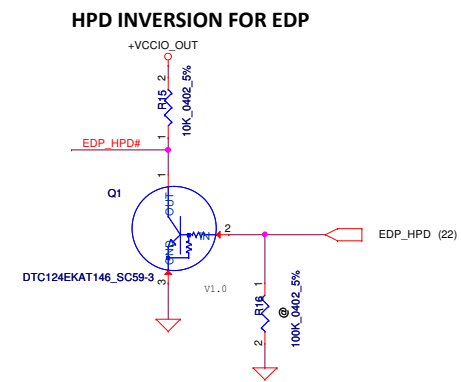 HPD INVERSION FOR EDP
+VCCIO_OUT
2
R15
10K_0402_5%
1
EDP_HPD#
1
Q1
OUT
IN
2
EDP_HPD (22)
GND
DTC124EKAT146_SC59-3
3
V1.0
1
R16
@
100K_0402_5%
2